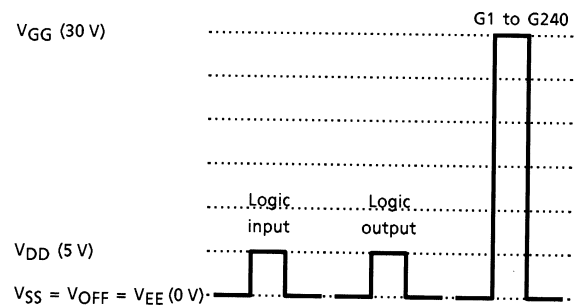 G1 to G240
VGG (30 V)
Logic input
Logic output
VDD (5 V)
VSS = VOFF = VEE (0 V)